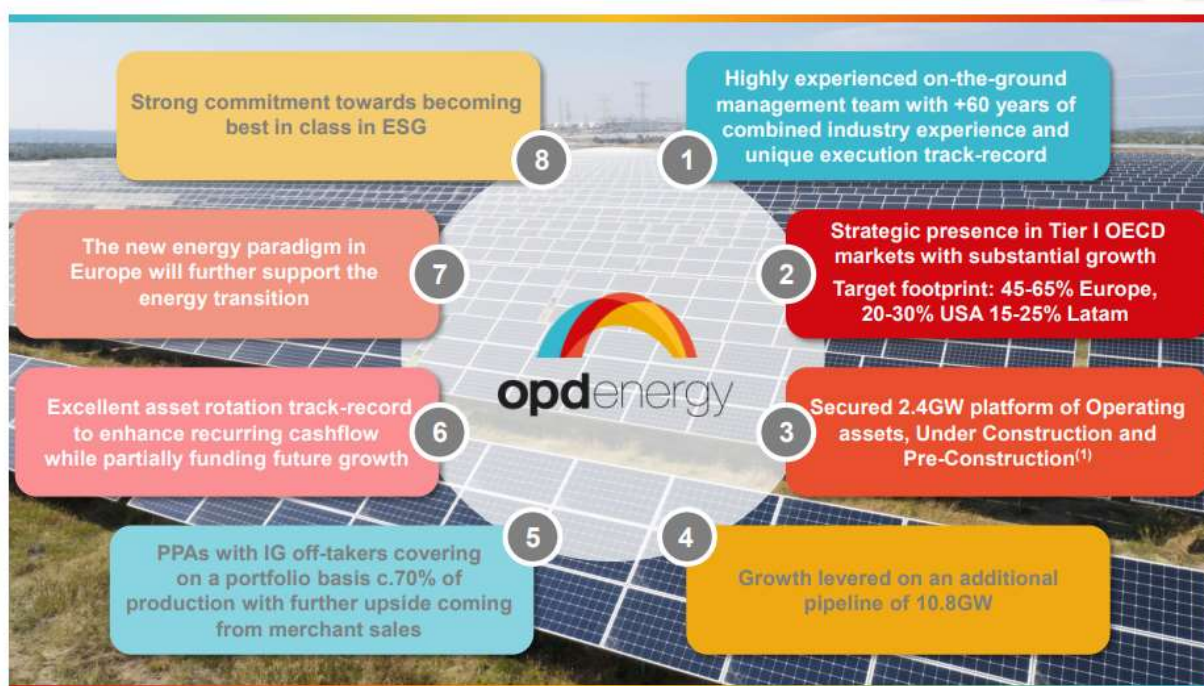 Highly experienced on-the-ground
management team with +60 years of
combined industry experience and
unique execution track-record
1
Strategic presence in Tier I OECD
markets with substantial growth
Target footprint: 45-65% Europe,
20-30% USA 15-25% Latam
2
Secured 2.4GW platform of Operating
assets, Under Construction and
Pre-Construction(1)
3
Growth levered on an additional
pipeline of 10.8GW
4
PPAs with IG off-takers covering
on a portfolio basis c.70% of
production with further upside coming
from merchant sales
5
Excellent asset rotation track-record
to enhance recurring cashflow
while partially funding future growth
6
The new energy paradigm in
Europe will further support the
energy transition
7
Strong commitment towards becoming
best in class in ESG
8
opdenergy